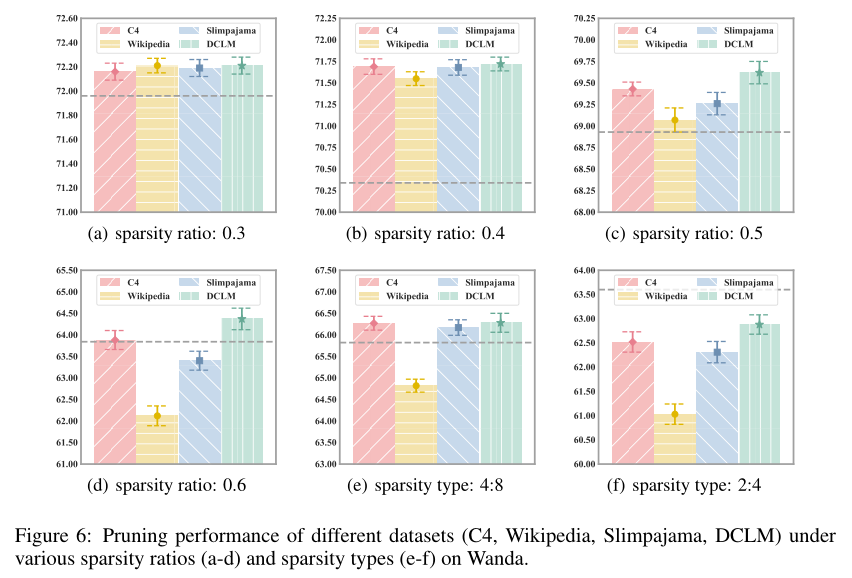 72.60
72.40
72.20
72.00
71.80
71.60
71.40
71.20
71.00
C4 Slimpajama
Wikipedia DCLM
(a) sparsity ratio: 0.3
72.25
72.00
71.75
71.50
71.25
71.00
70.75
70.50
70.25
70.00
C4 Slimpajama
Wikipedia DCLM
(b) sparsity ratio: 0.4
70.25
70.00
69.75
69.50
69.25
69.00
68.75
68.50
68.25
68.00
C4 Slimpajama
Wikipedia DCLM
(c) sparsity ratio: 0.5
65.50
65.00
64.50
64.00
63.50
63.00
62.50
62.00
61.50
61.00
C4 Slimpajama
Wikipedia DCLM
(d) sparsity ratio: 0.6
67.50
67.00
66.50
66.00
65.50
65.00
64.50
64.00
63.50
63.00
C4 Slimpajama
Wikipedia DCLM
(e) sparsity type: 4:8
64.00
63.50
63.00
62.50
62.00
61.50
61.00
60.50
60.00
C4 Slimpajama
Wikipedia DCLM
(f) sparsity type: 2:4
Figure 6: Pruning performance of different datasets (C4, Wikipedia, Slimpajama, DCLM) under
various sparsity ratios (a-d) and sparsity types (e-f) on Wanda.